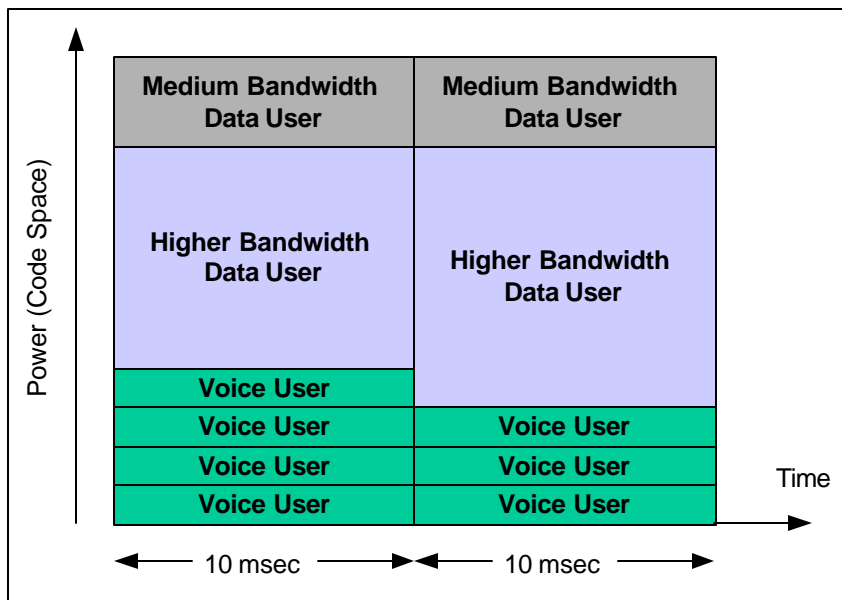 Power (Code Space)
Medium Bandwidth
Data User
Medium Bandwidth
Data User
Higher Bandwidth
Data User
Higher Bandwidth
Data User
Voice User
Voice User
Voice User
Voice User
Voice User
Voice User
Voice User
Time
10 msec
10 msec